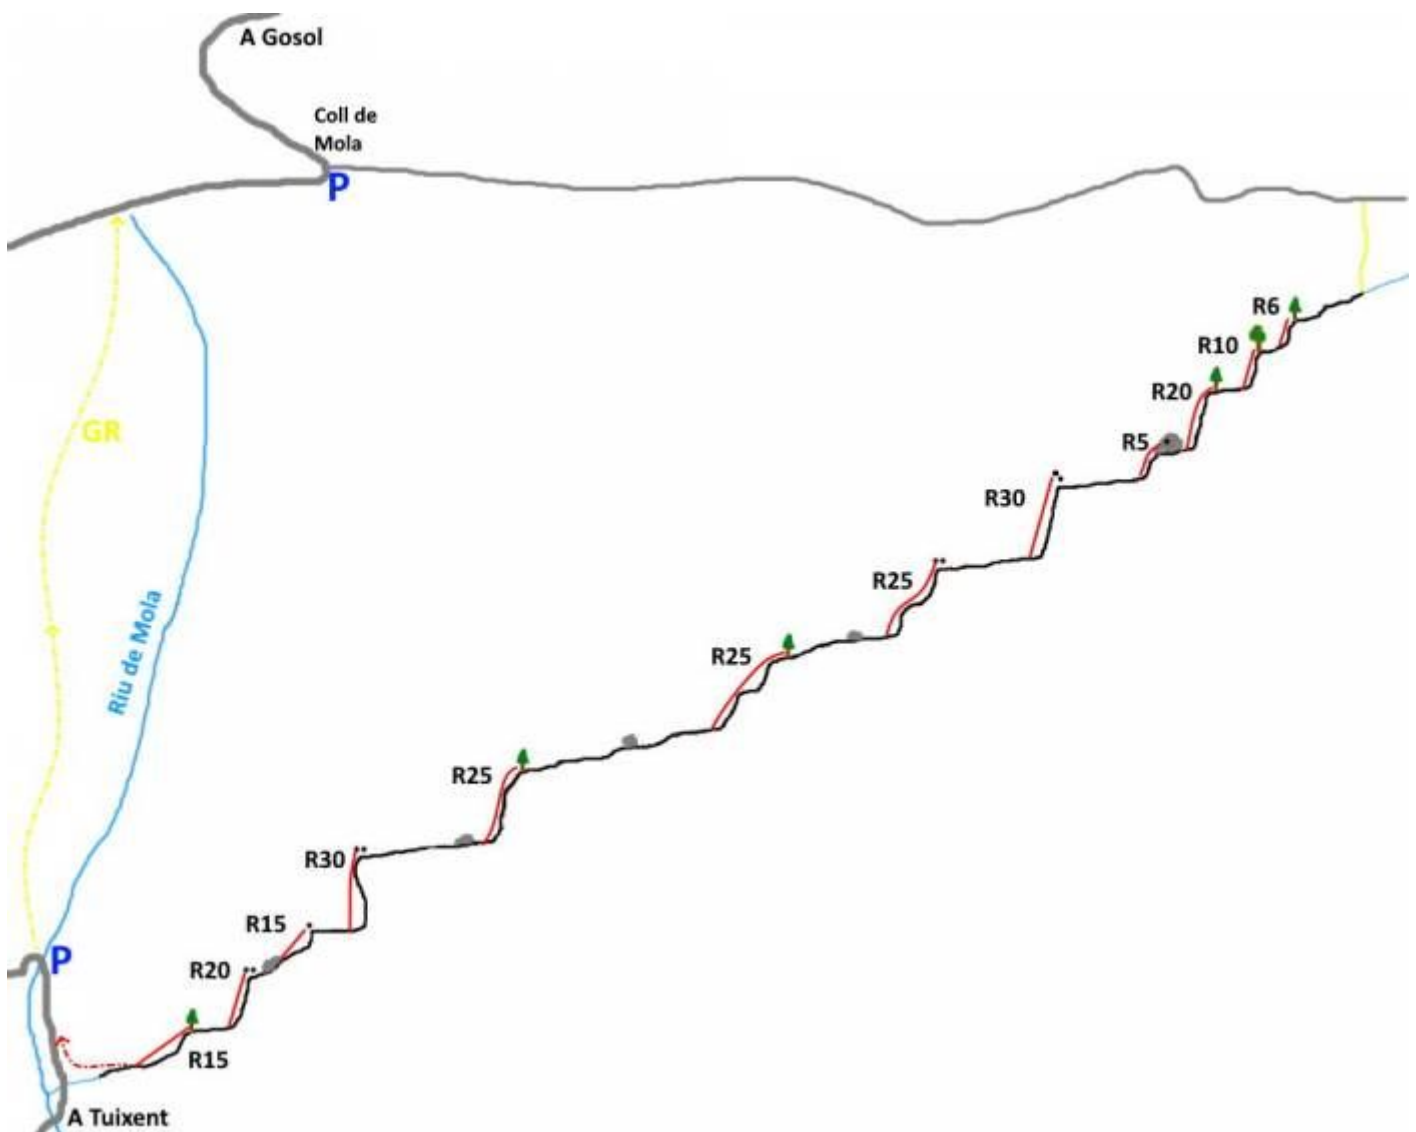 A Gosol
Coll de
Mola
P
R6
R10
R20
GR
R5
R30
R25
Riu de Mola
R25
R25
R30
R15
P
R20
R15
A Tuixent